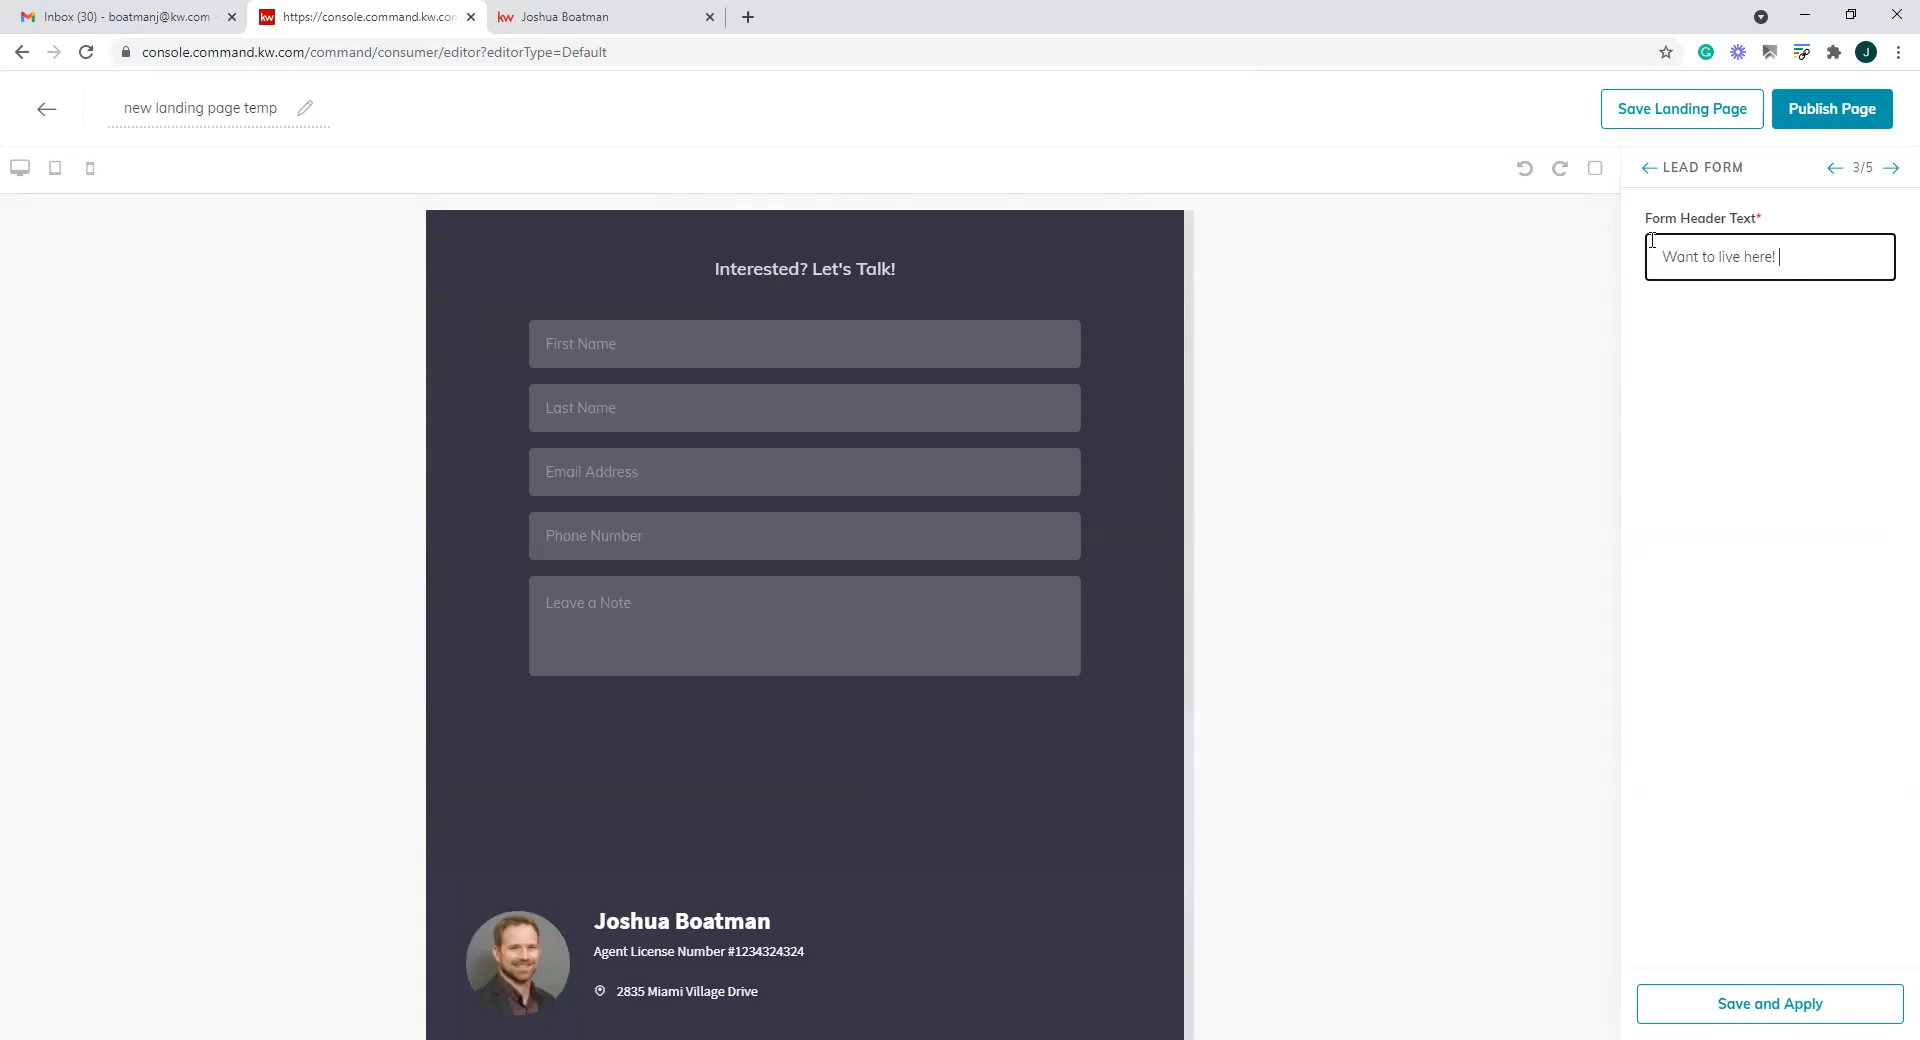 Inbox (30) - boatmanj@kw.com -
kw https://console.command.kw.con
kw Joshua Boatman
console.command.kw.com/command/consumer/editor?editorType=Default
J
new landing page temp
Save Landing Page
Publish Page
LEAD FORM
3/5
Form Header Text*
Want to live here!
Interested? Let's Talk!
First Name
Last Name
Email Address
Phone Number
Leave a Note
Joshua Boatman
Agent License Number #1234324324
2835 Miami Village Drive
Save and Apply